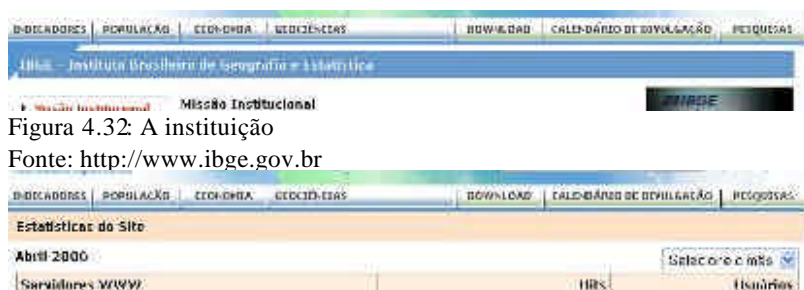 INDICADORES | POPULAÇÃO | ECONOMIA | GEOCIÊNCIAS | DOWNLOAD | CALENDÁRIO DE DIVULGAÇÃO | PESQUISAS
IBGE - Instituto Brasileiro de Geografia e Estatística
Missão Institucional Missão Institucional IBGE
Figura 4.32: A instituição
Fonte: http://www.ibge.gov.br
INDICADORES | POPULAÇÃO | ECONOMIA | GEOCIÊNCIAS | DOWNLOAD | CALENDÁRIO DE DIVULGAÇÃO | PESQUISAS
Estatísticas do Site
Abril 2006 Selecione o mês
Servidores WWW Hits Usuários